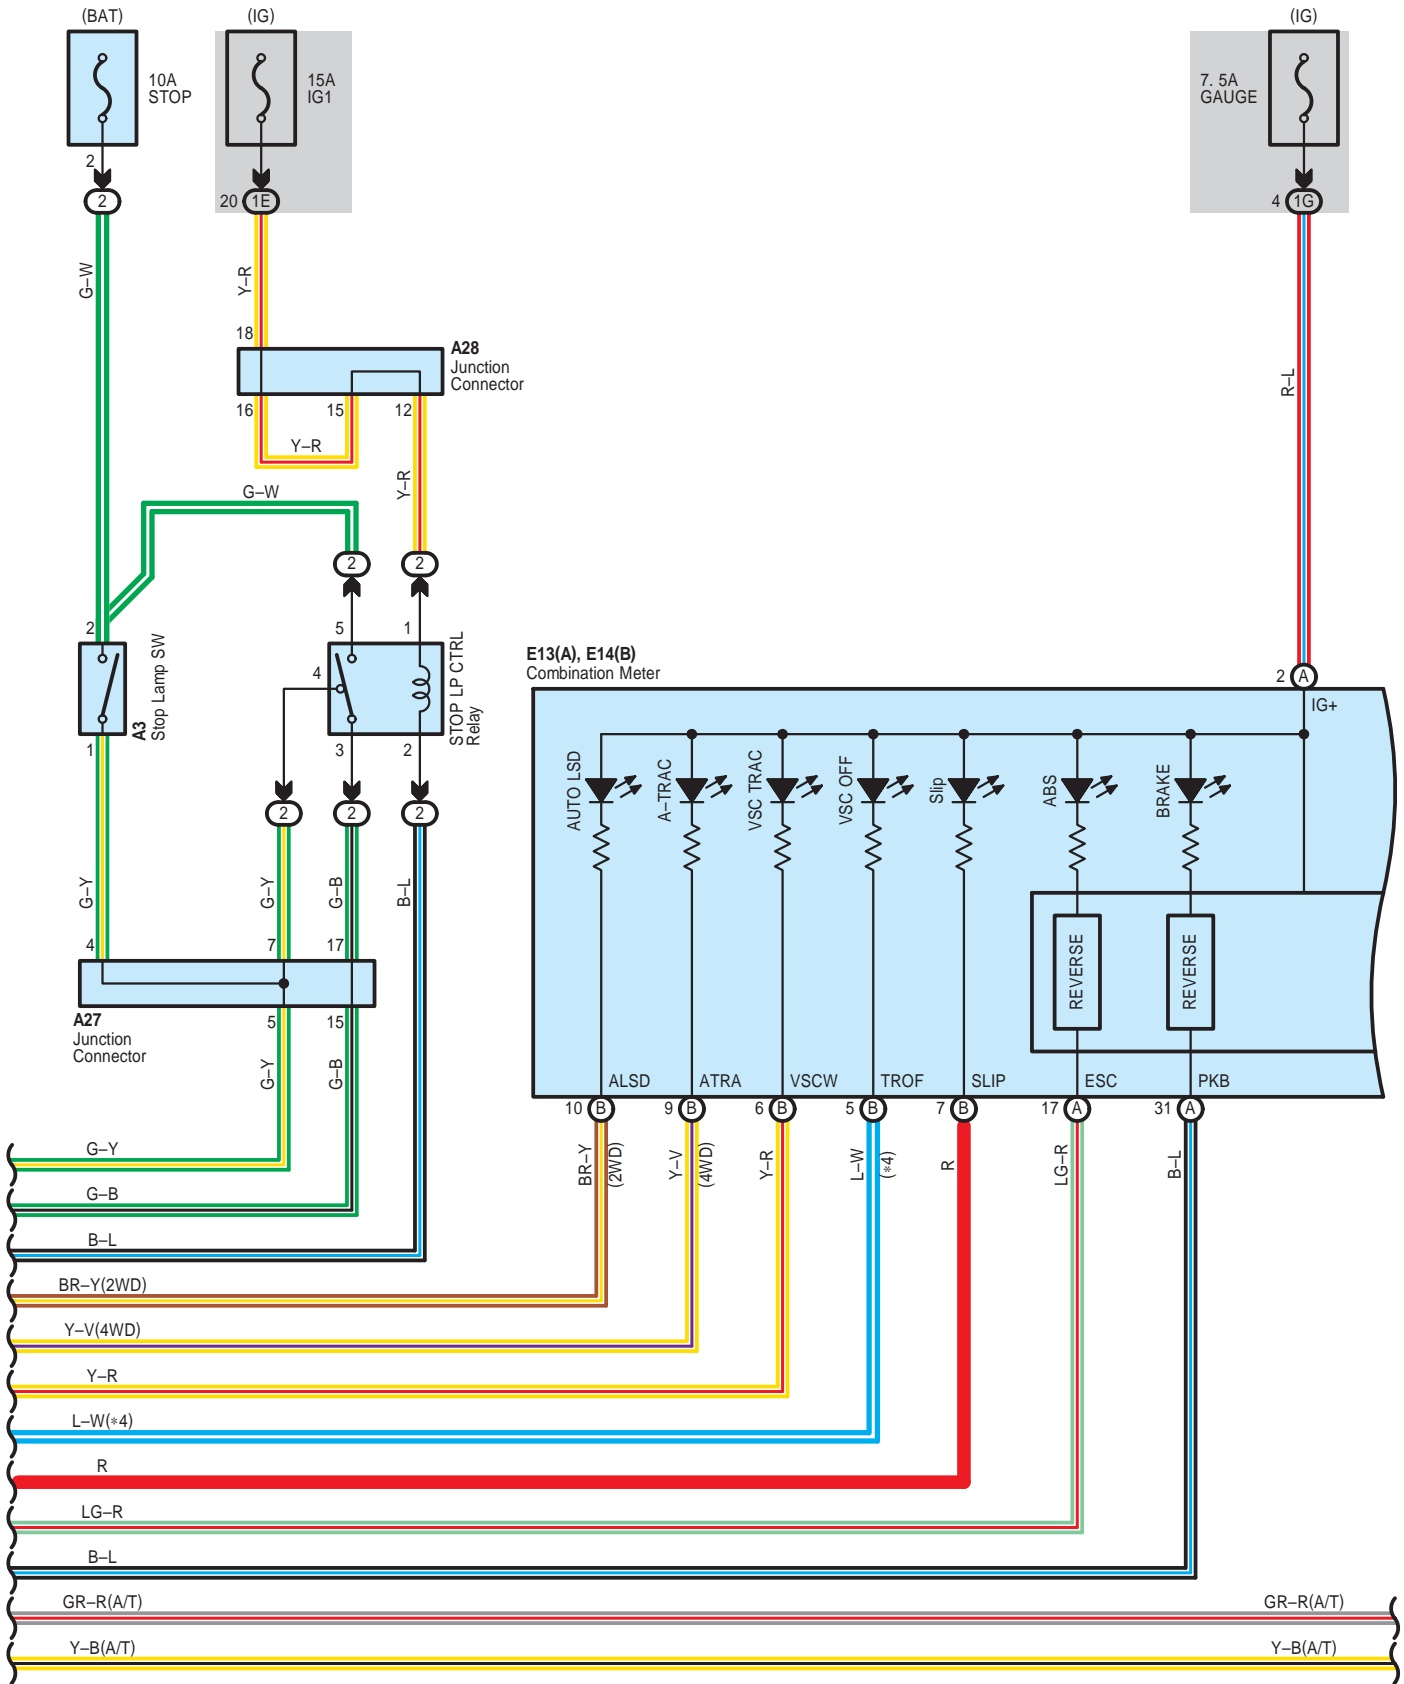 (BAT)
(IG)
(IG)
10A
STOP
15A
IG1
7. 5A
GAUGE
2
2
20
1E
4
1G
G–W
Y–R
R–L
18
A28
Junction
Connector
16
15
12
Y–R
Y–R
G–W
2
2
2
5
1
4
3
2
1
A3
Stop Lamp SW
STOP LP CTRL
Relay
2
2
2
G–Y
G–Y
G–B
B–L
4
7
17
A27
Junction
Connector
5
15
G–Y
G–B
E13(A), E14(B)
Combination Meter
2
A
IG+
AUTO LSD
A–TRAC
VSC TRAC
VSC OFF
Slip
ABS
BRAKE
REVERSE
REVERSE
ALSD
ATRA
VSCW
TROF
SLIP
ESC
PKB
10
B
9
B
6
B
5
B
7
B
17
A
31
A
BR–Y
(2WD)
Y–V
(4WD)
Y–R
L–W
(*4)
R
LG–R
B–L
G–Y
G–B
B–L
BR–Y(2WD)
Y–V(4WD)
Y–R
L–W(*4)
R
LG–R
B–L
GR–R(A/T)
GR–R(A/T)
Y–B(A/T)
Y–B(A/T)